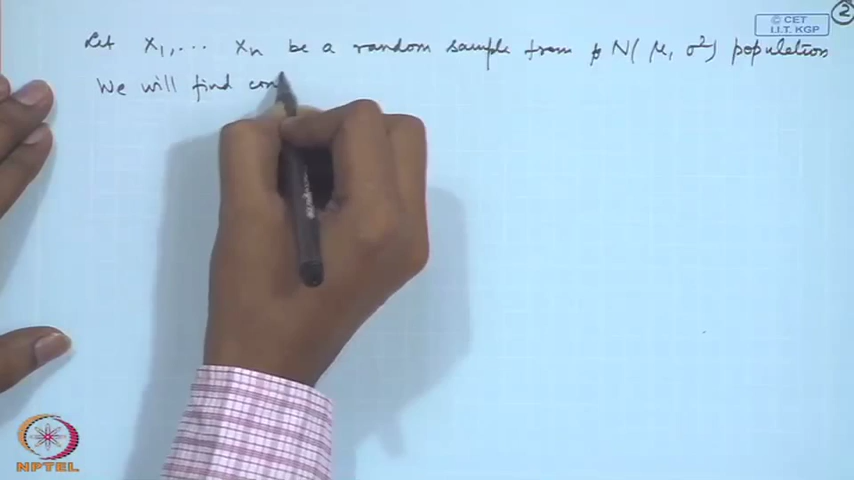 Let X1, ... Xn be a random sample from N( μ, σ²) population
We will find con
© CET
I.I.T. KGP
2
NPTEL